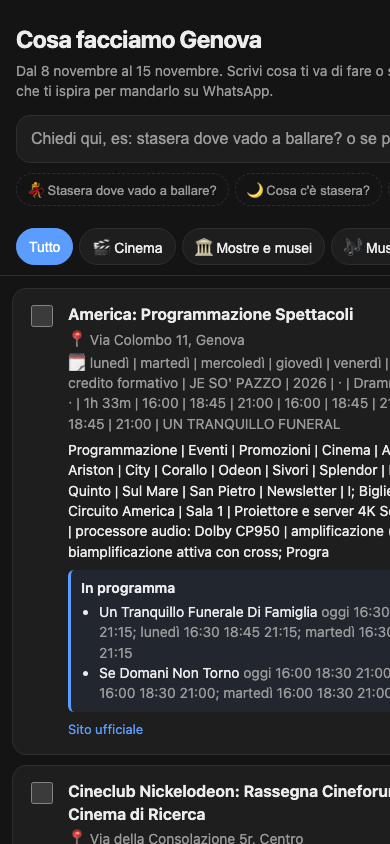 Cosa facciamo Genova
Dal 8 novembre al 15 novembre. Scrivi cosa ti va di fare o s
che ti ispira per mandarlo su WhatsApp.
Chiedi qui, es: stasera dove vado a ballare? o se p
💃 Stasera dove vado a ballare? 🌙 Cosa c'è stasera?
Tutto 🎬 Cinema 🏛️ Mostre e musei 🎶 Mus
America: Programmazione Spettacoli
📍 Via Colombo 11, Genova
🗓️ lunedì | martedì | mercoledì | giovedì | venerdì |
credito formativo | JE SO' PAZZO | 2026 | · | Dramm
· | 1h 33m | 16:00 | 18:45 | 21:00 | 16:00 | 18:45 | 21
18:45 | 21:00 | UN TRANQUILLO FUNERAL
Programmazione | Eventi | Promozioni | Cinema | A
Ariston | City | Corallo | Odeon | Sivori | Splendor |
Quinto | Sul Mare | San Pietro | Newsletter | I; Biglie
Circuito America | Sala 1 | Proiettore e server 4K S
| processore audio: Dolby CP950 | amplificazione (
biamplificazione attiva con cross; Progra
In programma
• Un Tranquillo Funerale Di Famiglia oggi 16:30
21:15; lunedì 16:30 18:45 21:15; martedì 16:30
21:15
• Se Domani Non Torno oggi 16:00 18:30 21:00
16:00 18:30 21:00; martedì 16:00 18:30 21:00
Sito ufficiale
Cineclub Nickelodeon: Rassegna Cineforu
Cinema di Ricerca
📍 Via della Consolazione 5r, Centro